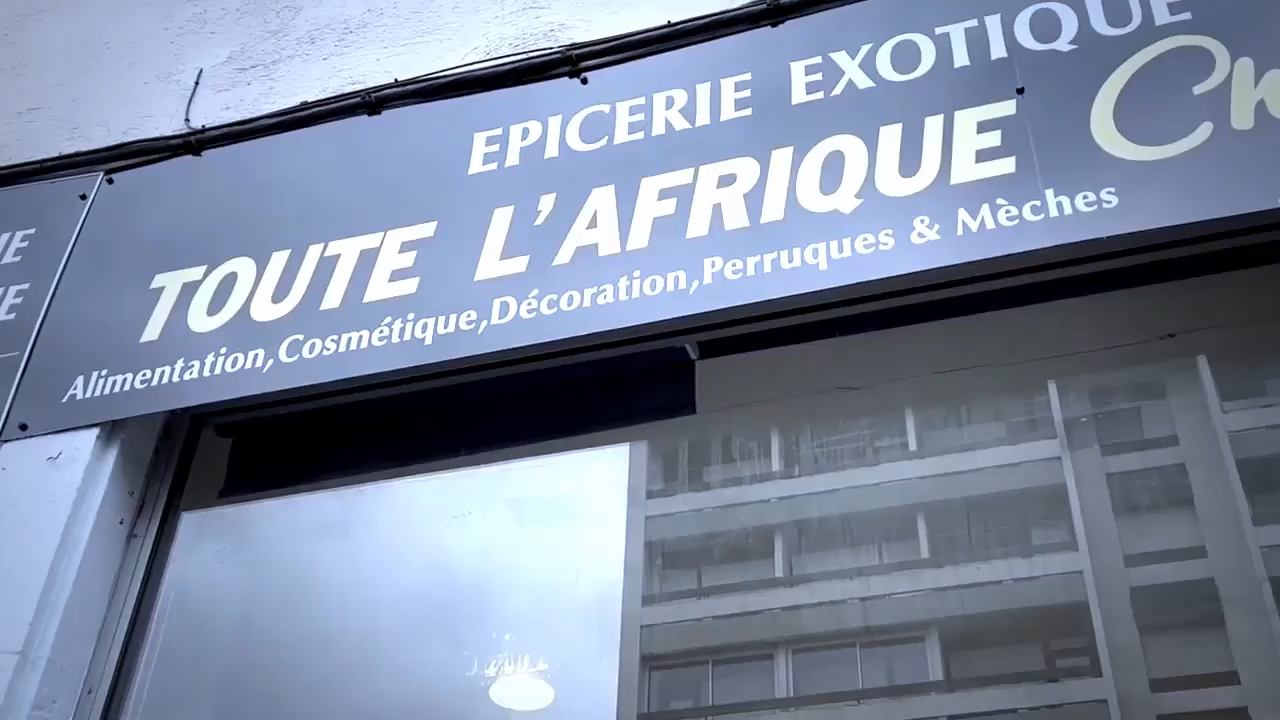 EPICERIE EXOTIQUE
TOUTE L'AFRIQUE
Alimentation,Cosmétique,Décoration,Perruques & Mèches